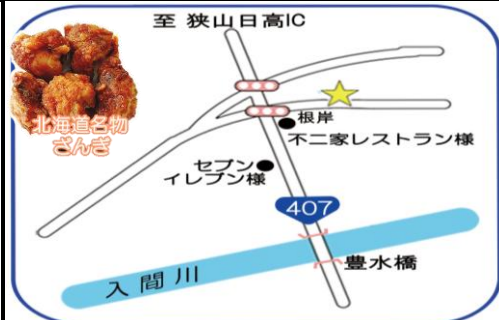 至 狭山日高IC
北海道名物
ざんぎ
根岸
不二家レストラン様
セブン
イレブン様
407
豊水橋
入間川